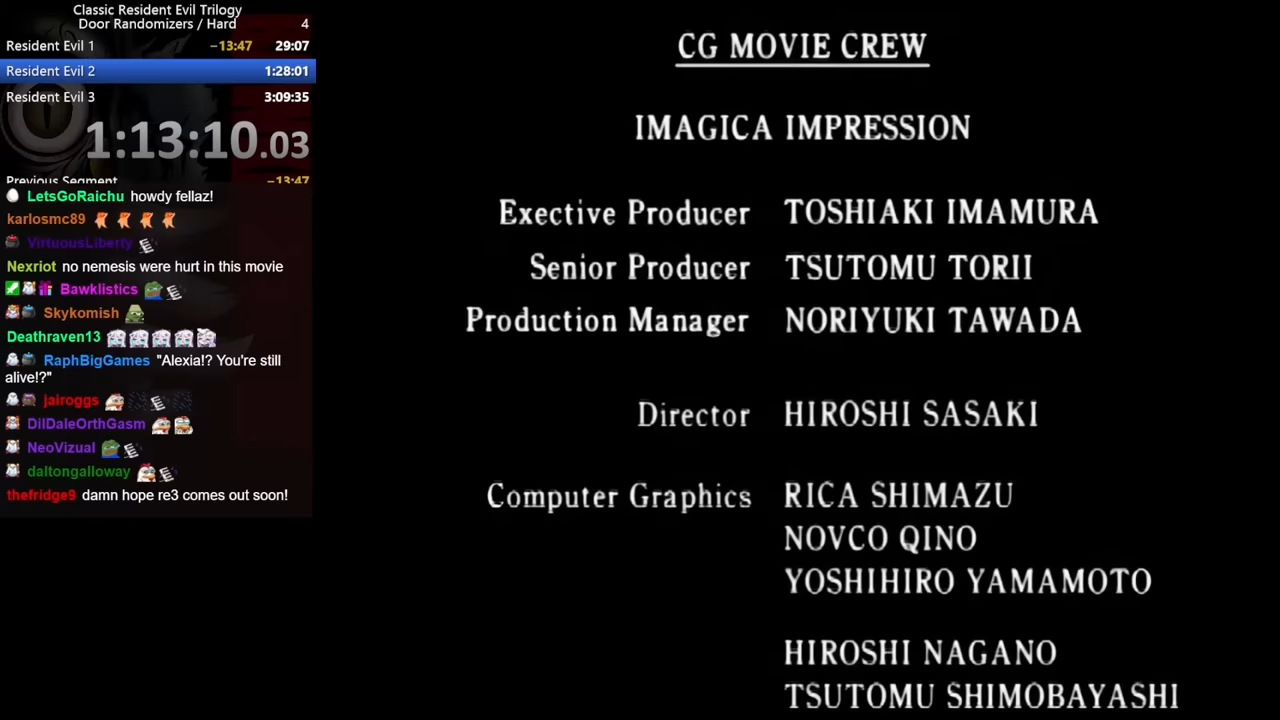 Classic Resident Evil Trilogy
Door Randomizers / Hard 4
Resident Evil 1 −13:47 29:07
Resident Evil 2 1:28:01
Resident Evil 3 3:09:35
1:13:10.03
Previous Segment −13:47
LetsGoRaichu howdy fellaz!
karlosmc89
VirtuousLiberty
Nexriot no nemesis were hurt in this movie
Bawklistics
Skykomish
Deathraven13
RaphBigGames "Alexia!? You're still
alive!?"
jairoggs
DilDaleOrthGasm
NeoVizual
daltongalloway
thefridge9 damn hope re3 comes out soon!
CG MOVIE CREW
IMAGICA IMPRESSION
Exective Producer TOSHIAKI IMAMURA
Senior Producer TSUTOMU TORII
Production Manager NORIYUKI TAWADA
Director HIROSHI SASAKI
Computer Graphics RICA SHIMAZU
NOVCO QINO
YOSHIHIRO YAMAMOTO
HIROSHI NAGANO
TSUTOMU SHIMOBAYASHI